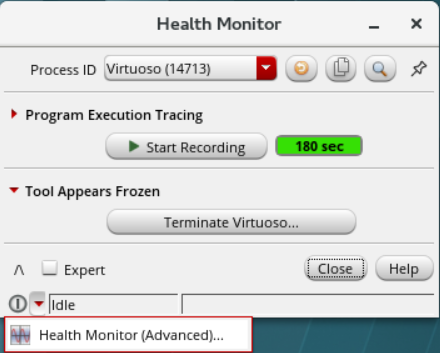 Health Monitor
Process ID Virtuoso (14713)
Program Execution Tracing
Start Recording 180 sec
Tool Appears Frozen
Terminate Virtuoso...
Expert Close Help
Idle
Health Monitor (Advanced)...